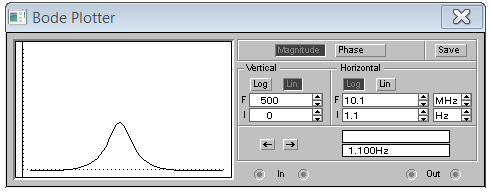 Bode Plotter
Magnitude Phase Save
Vertical Horizontal
Log Lin Log Lin
F 500 F 10.1 MHz
I 0 I 1.1 Hz
← →
1.100Hz
In Out